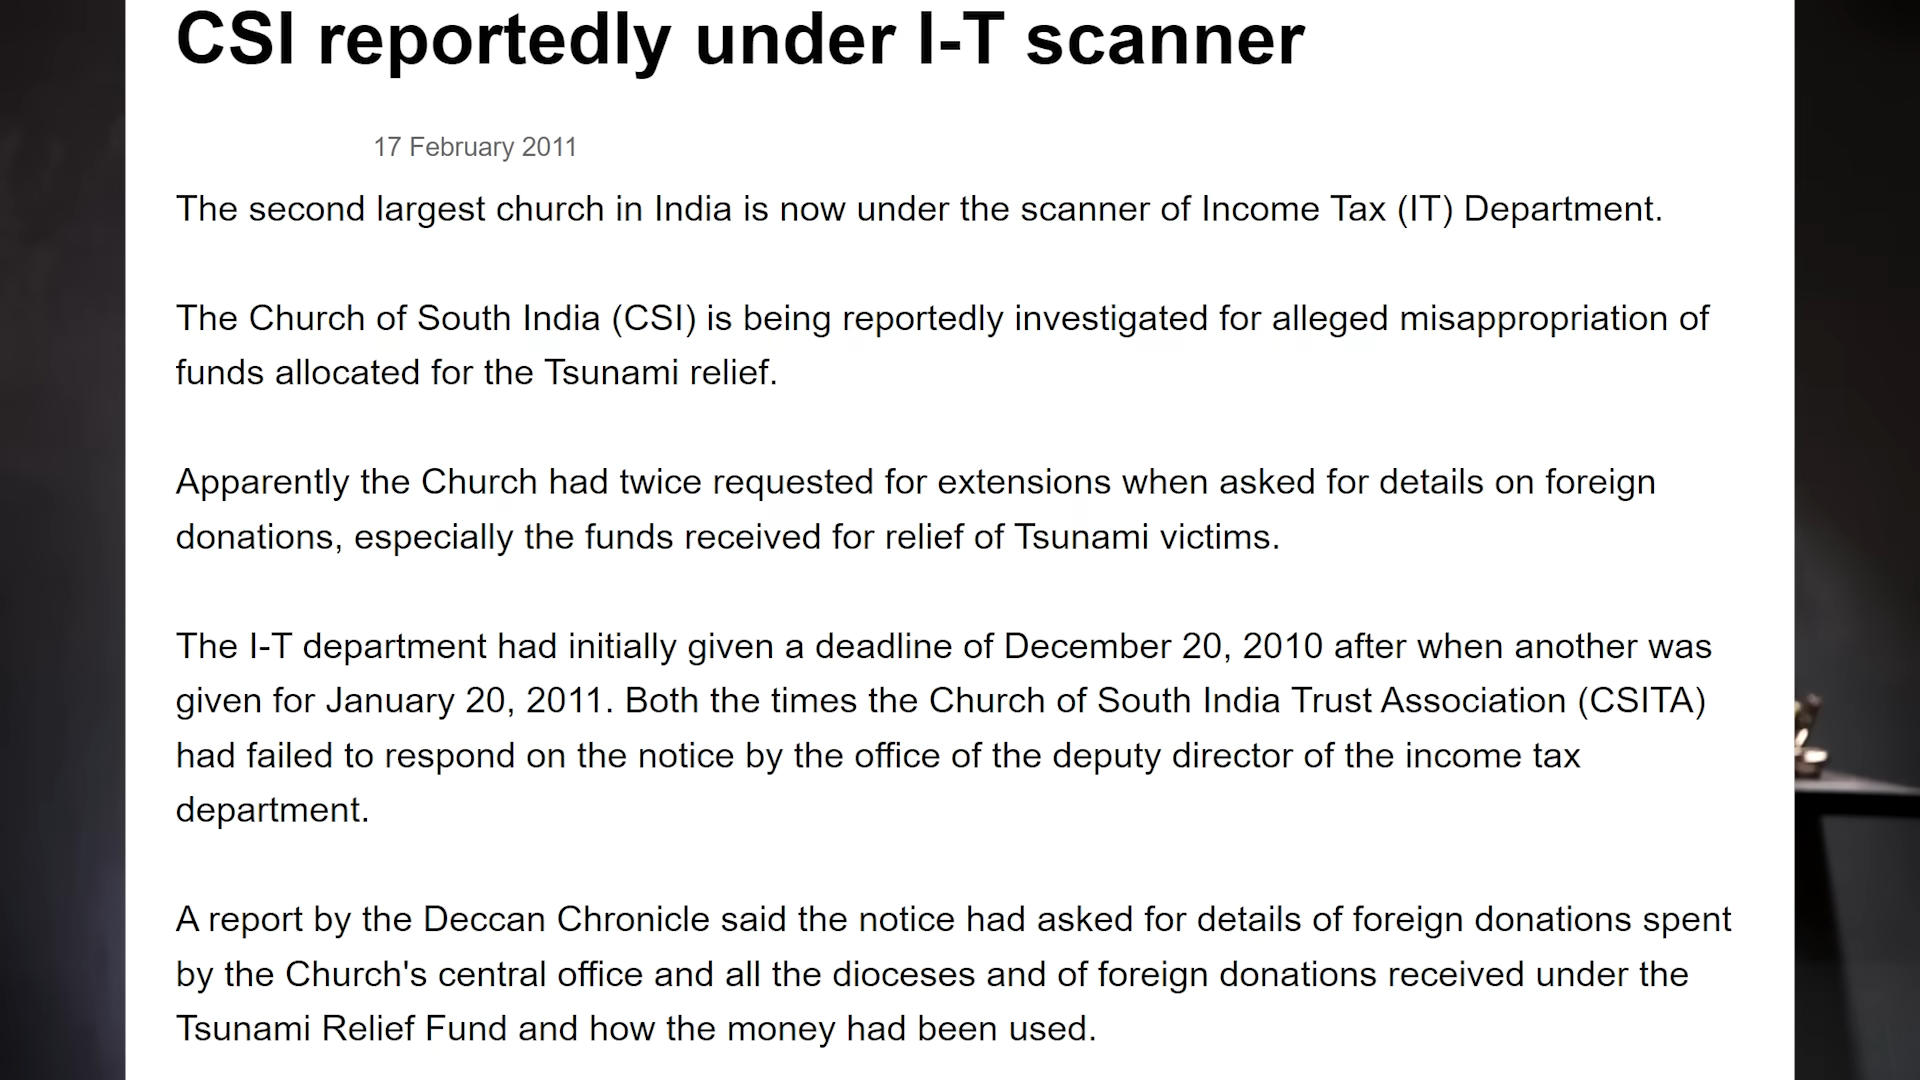 CSI reportedly under I-T scanner
17 February 2011
The second largest church in India is now under the scanner of Income Tax (IT) Department.
The Church of South India (CSI) is being reportedly investigated for alleged misappropriation of
funds allocated for the Tsunami relief.
Apparently the Church had twice requested for extensions when asked for details on foreign
donations, especially the funds received for relief of Tsunami victims.
The I-T department had initially given a deadline of December 20, 2010 after when another was
given for January 20, 2011. Both the times the Church of South India Trust Association (CSITA)
had failed to respond on the notice by the office of the deputy director of the income tax
department.
A report by the Deccan Chronicle said the notice had asked for details of foreign donations spent
by the Church's central office and all the dioceses and of foreign donations received under the
Tsunami Relief Fund and how the money had been used.